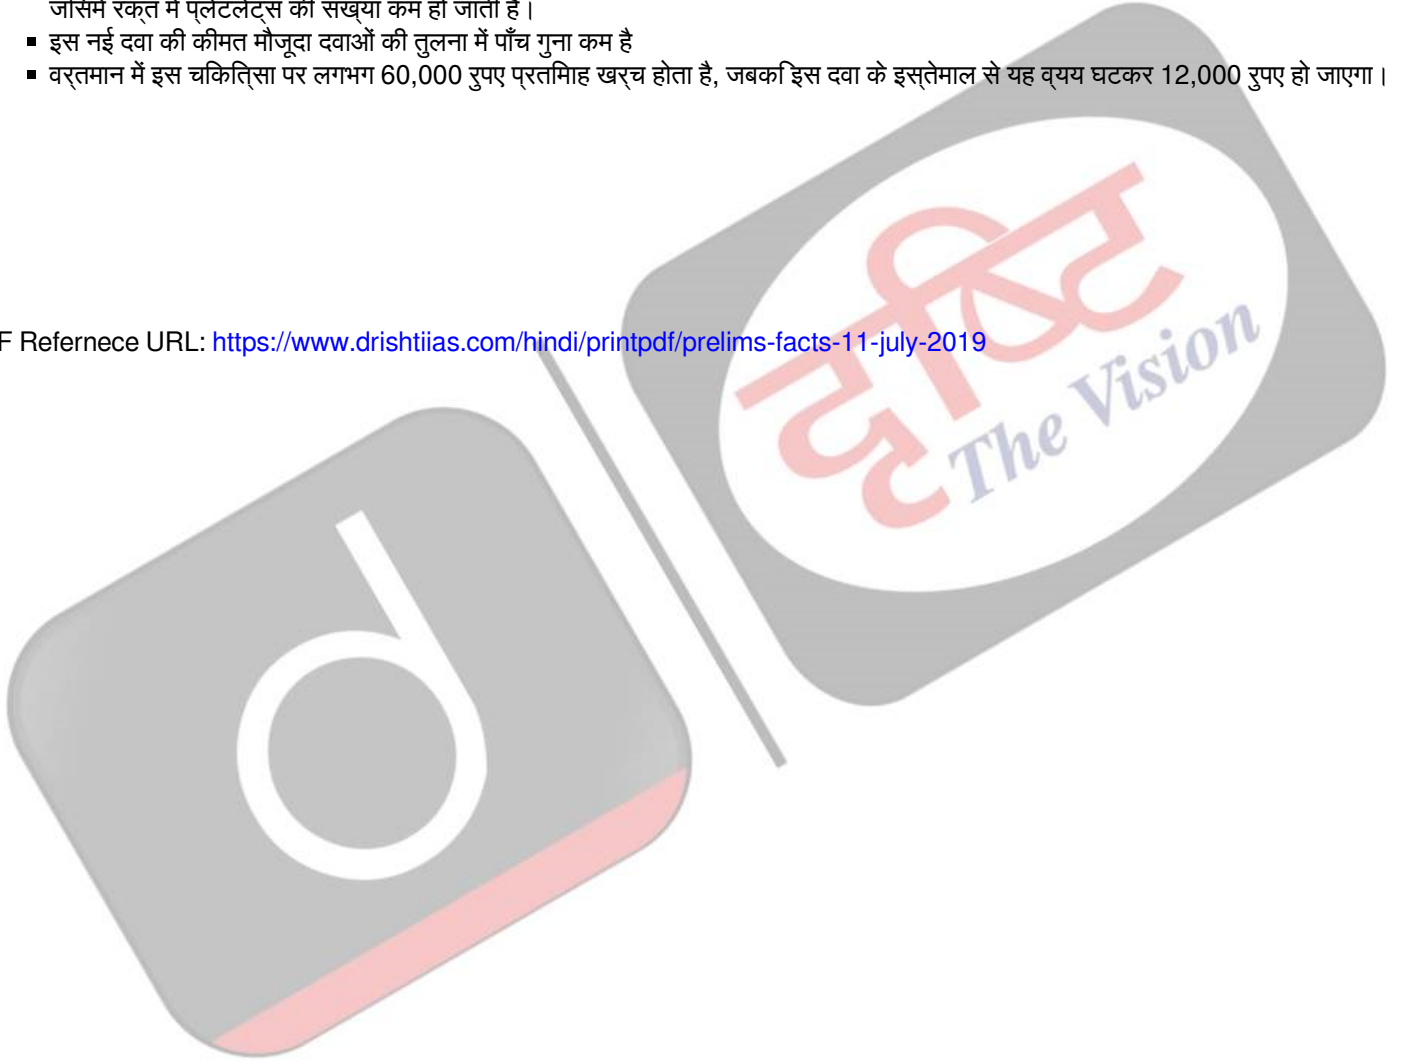 जिसमें रक्त में प्लेटलेट्स की संख्या कम हो जाती है।
▪ इस नई दवा की कीमत मौजूदा दवाओं की तुलना में पाँच गुना कम है
▪ वर्तमान में इस चिकित्सा पर लगभग 60,000 रुपए प्रतिमाह खर्च होता है, जबकि इस दवा के इस्तेमाल से यह व्यय घटकर 12,000 रुपए हो जाएगा।
F Refernece URL: https://www.drishtiias.com/hindi/printpdf/prelims-facts-11-july-2019
दृष्टि
The Vision
d